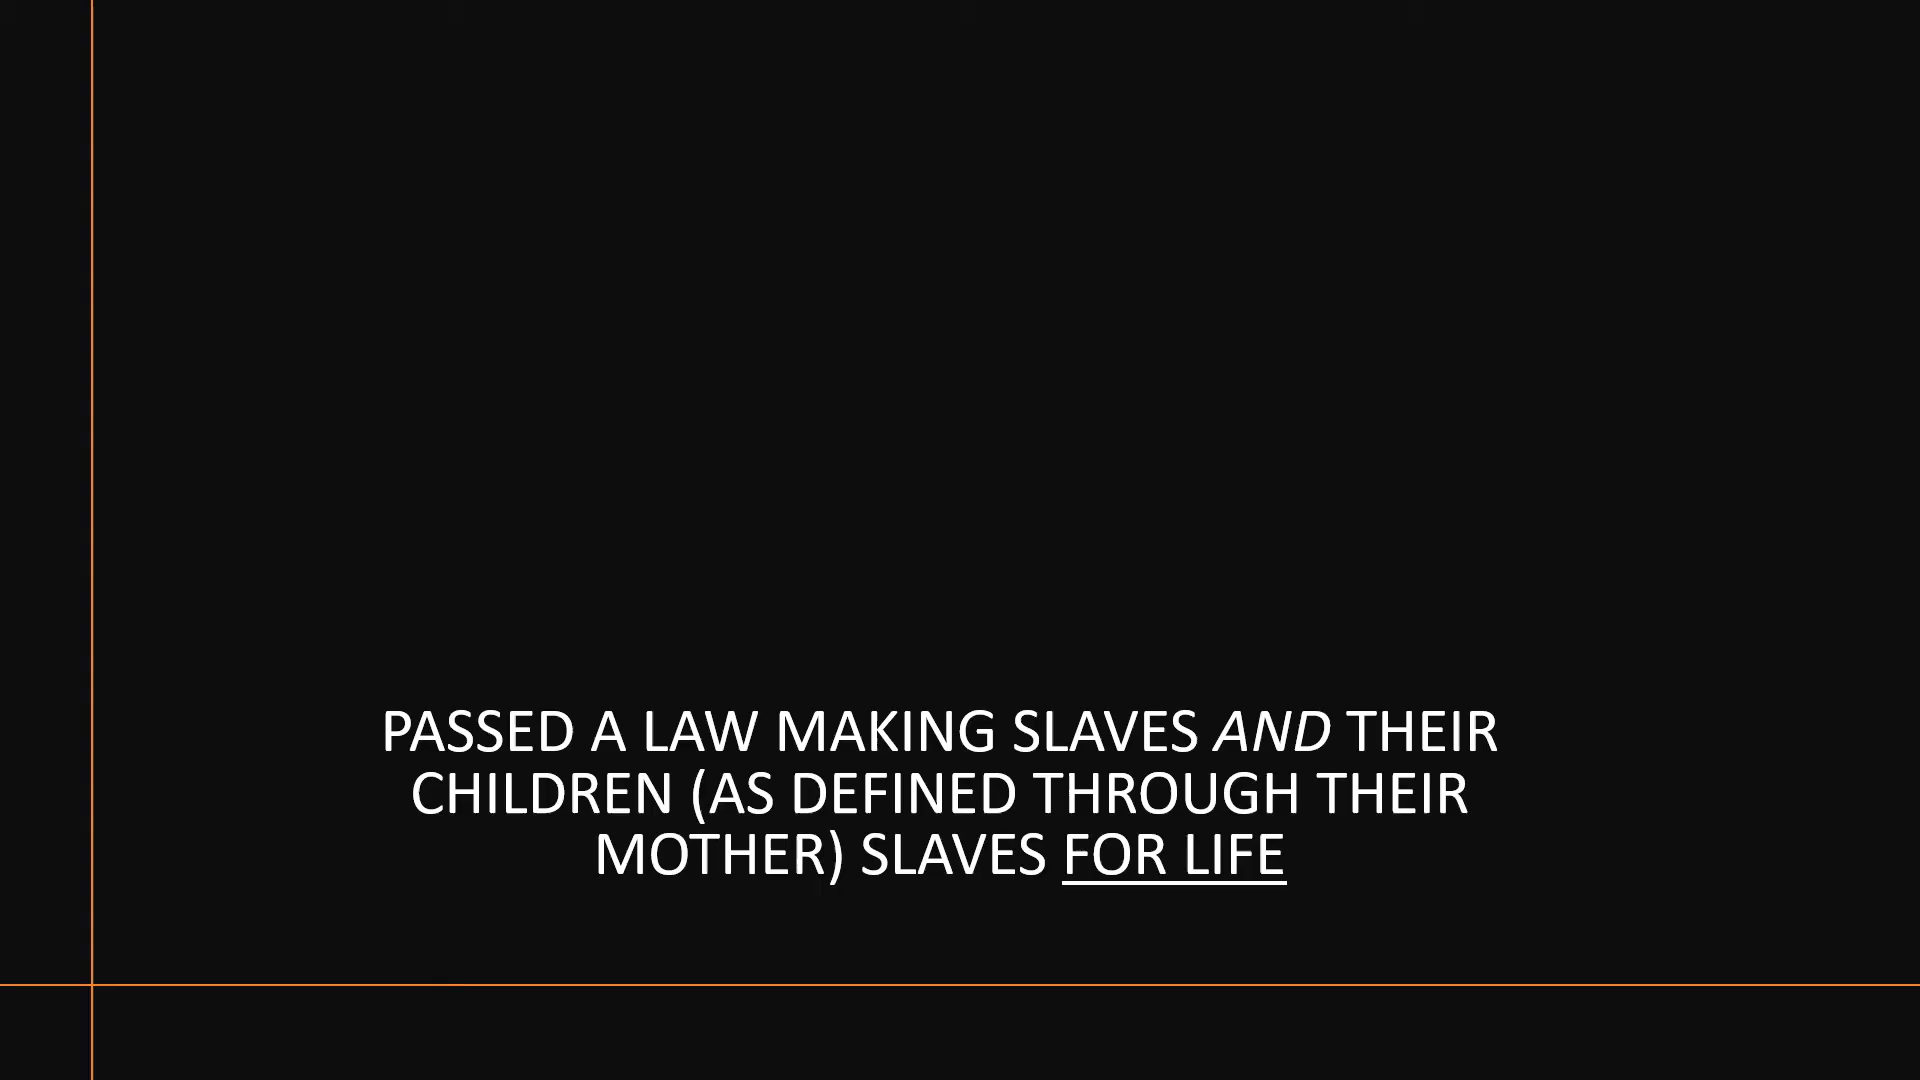 PASSED A LAW MAKING SLAVES AND THEIR
CHILDREN (AS DEFINED THROUGH THEIR
MOTHER) SLAVES FOR LIFE